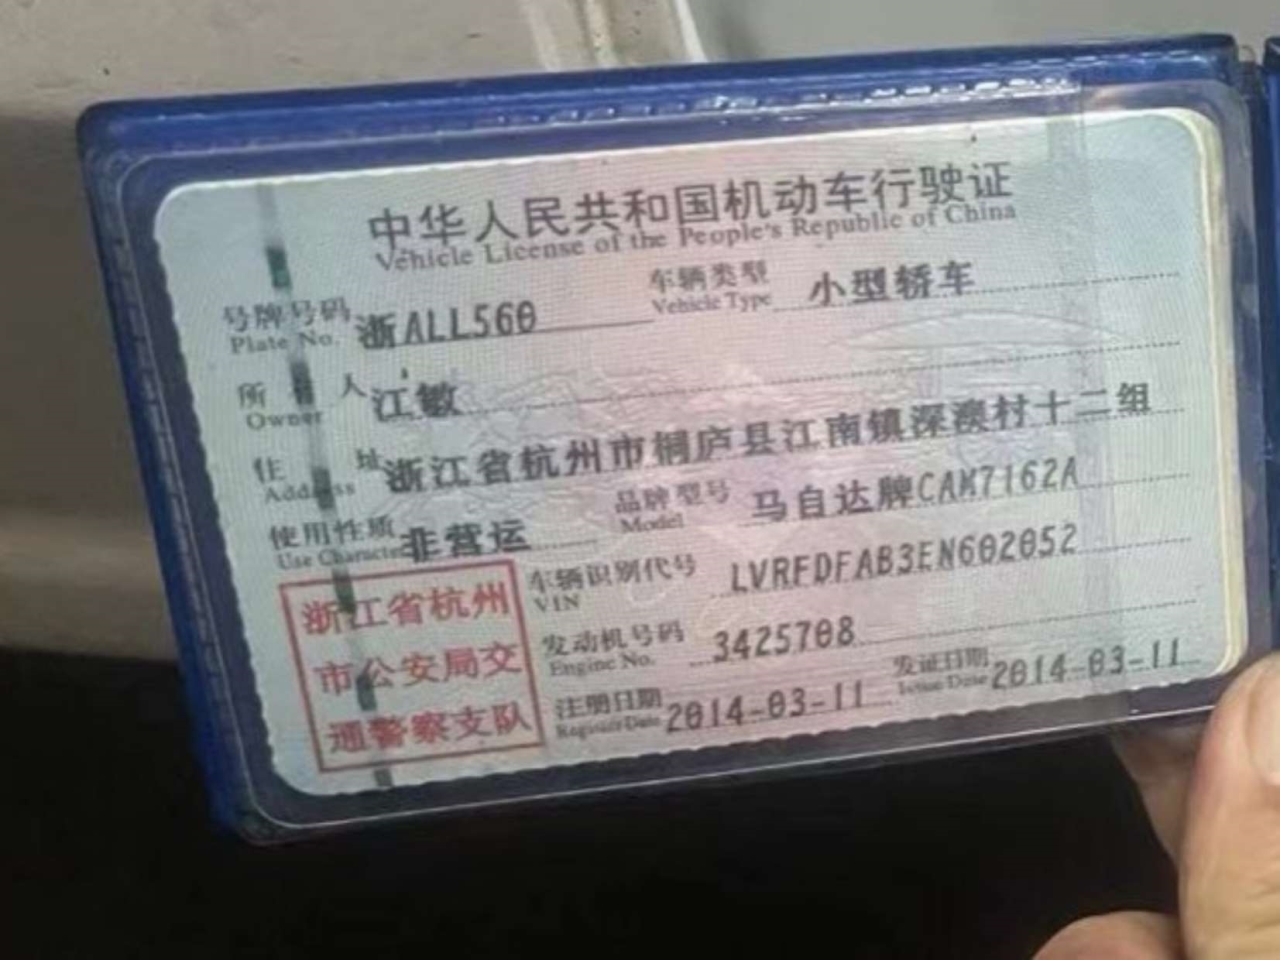 中华人民共和国机动车行驶证
Vehicle License of the People's Republic of China
号牌号码 浙ALL560 车辆类型 小型轿车
Plate No. Vehicle Type
所 人 江敏
Owner
住 址 浙江省杭州市桐庐县江南镇深澳村十二组
Address
使用性质 非营运 品牌型号 马自达牌CAM7162A
Use Character Model
车辆识别代号 LVRFDFAB3EN602052
VIN
发动机号码 3425708
Engine No.
注册日期 2014-03-11 发证日期 2014-03-11
Register Date Issue Date
浙江省杭州
市公安局交
通警察支队